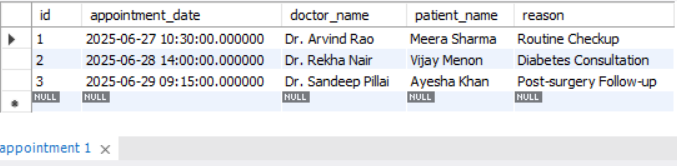 id appointment_date doctor_name patient_name reason
1 2025-06-27 10:30:00.000000 Dr. Arvind Rao Meera Sharma Routine Checkup
2 2025-06-28 14:00:00.000000 Dr. Rekha Nair Vijay Menon Diabetes Consultation
3 2025-06-29 09:15:00.000000 Dr. Sandeep Pillai Ayesha Khan Post-surgery Follow-up
NULL NULL NULL NULL NULL
appointment 1